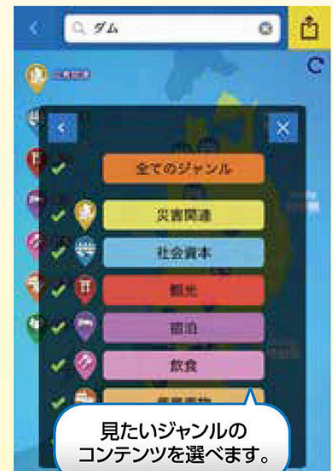 ダム
全てのジャンル
災害関連
社会資本
観光
宿泊
飲食
見たいジャンルの
コンテンツを選べます。